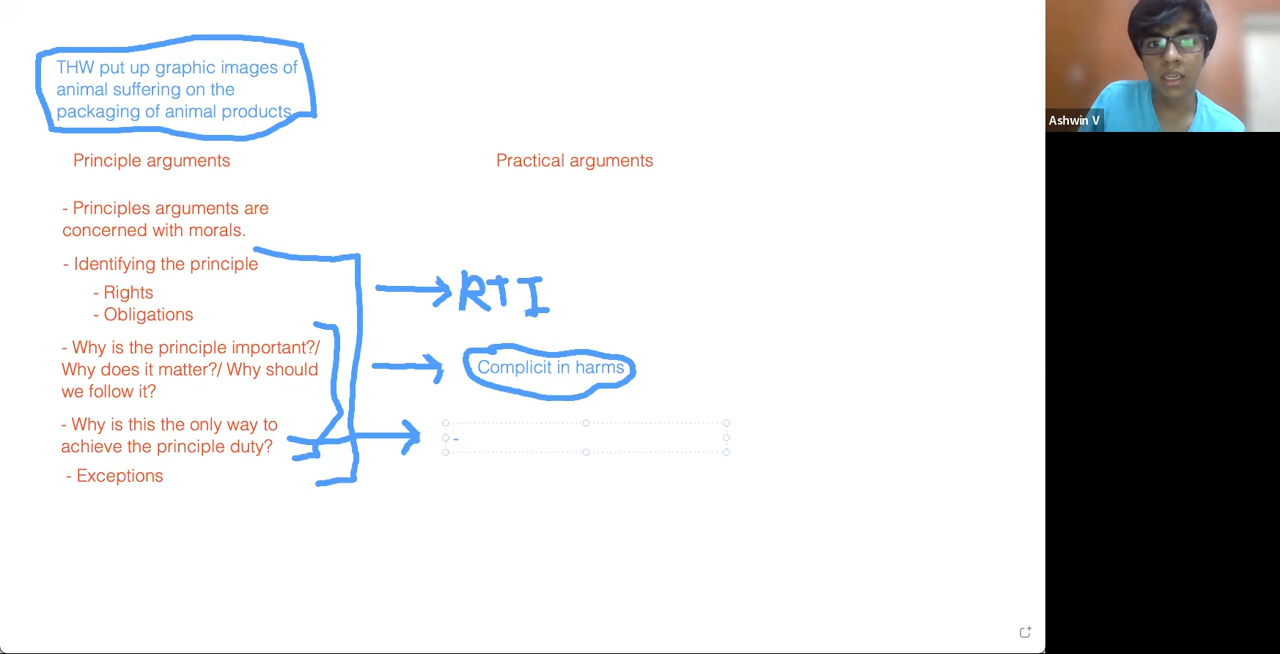 THW put up graphic images of
animal suffering on the
packaging of animal products
Principle arguments
Practical arguments
- Principles arguments are
concerned with morals.
- Identifying the principle
- Rights
- Obligations
- Why is the principle important?/
Why does it matter?/ Why should
we follow it?
- Why is this the only way to
achieve the principle duty?
- Exceptions
RTI
Complicit in harms
-
Ashwin V